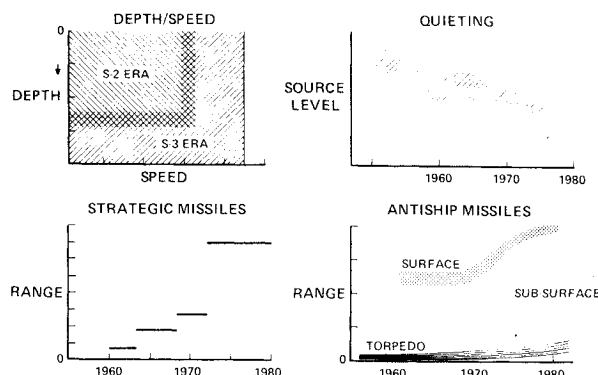 DEPTH/SPEED
0
DEPTH
S-2 ERA
S-3 ERA
SPEED
QUIETING
SOURCE
LEVEL
1960 1970 1980
STRATEGIC MISSILES
RANGE
0
1960 1970 1980
ANTISHIP MISSILES
SURFACE
RANGE
SUB SURFACE
TORPEDO
0
1960 1970 1980